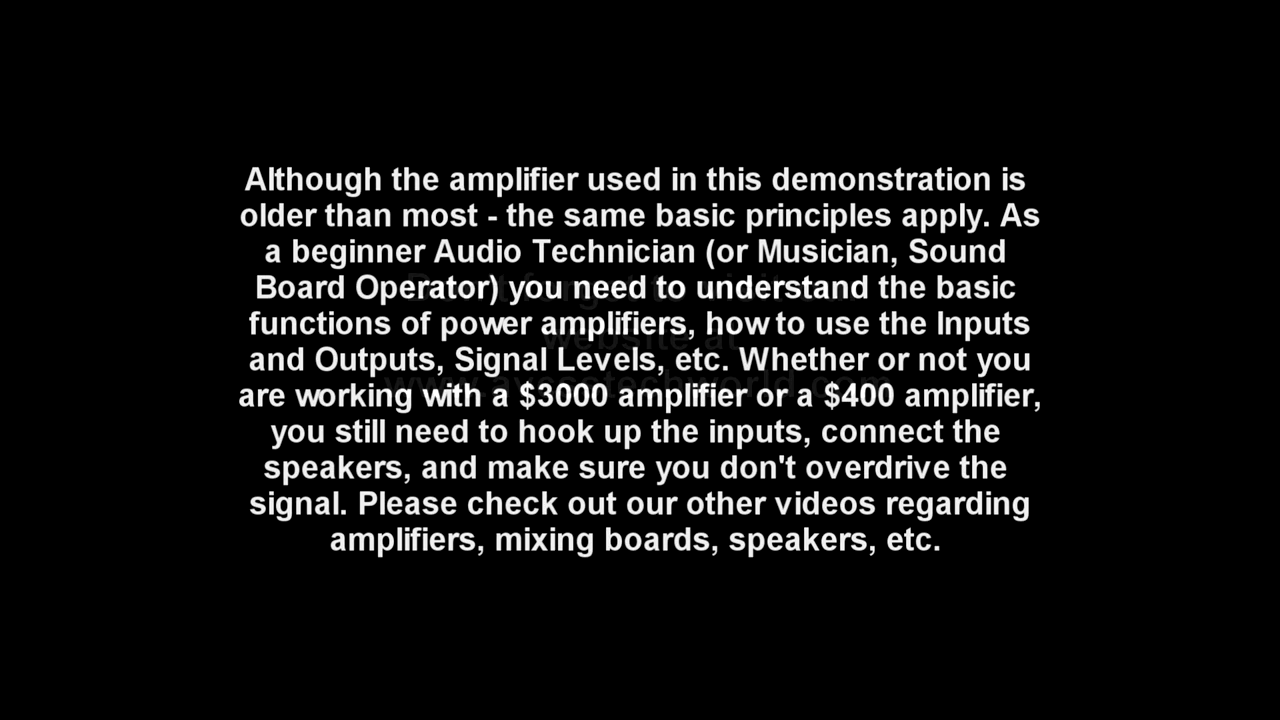 Although the amplifier used in this demonstration is
older than most - the same basic principles apply. As
a beginner Audio Technician (or Musician, Sound
Board Operator) you need to understand the basic
functions of power amplifiers, how to use the Inputs
and Outputs, Signal Levels, etc. Whether or not you
are working with a $3000 amplifier or a $400 amplifier,
you still need to hook up the inputs, connect the
speakers, and make sure you don't overdrive the
signal. Please check out our other videos regarding
amplifiers, mixing boards, speakers, etc.